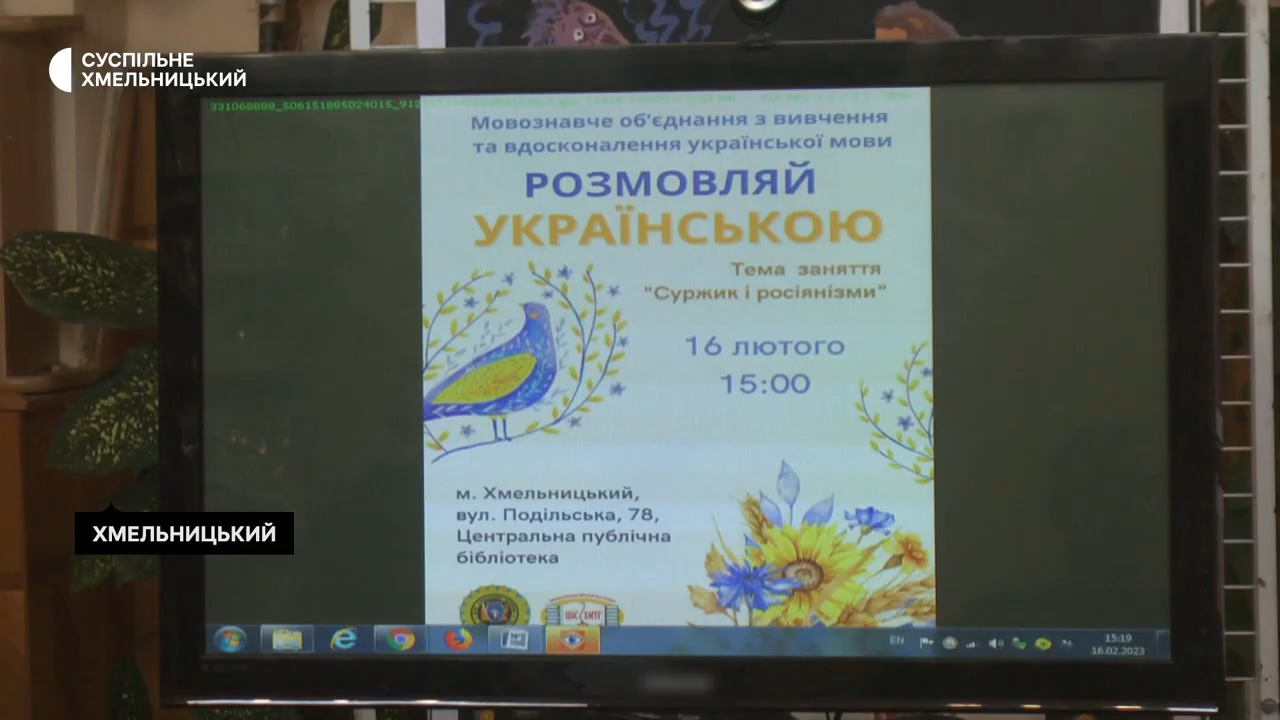 СУСПІЛЬНЕ
ХМЕЛЬНИЦЬКИЙ
Мовознавче об'єднання з вивчення
та вдосконалення української мови
РОЗМОВЛЯЙ
УКРАЇНСЬКОЮ
Тема заняття
"Суржик і росіянізми"
16 лютого
15:00
м. Хмельницький,
вул. Подільська, 78,
Центральна публічна
бібліотека
ХМЕЛЬНИЦЬКИЙ
EN
15:19
16.02.2023